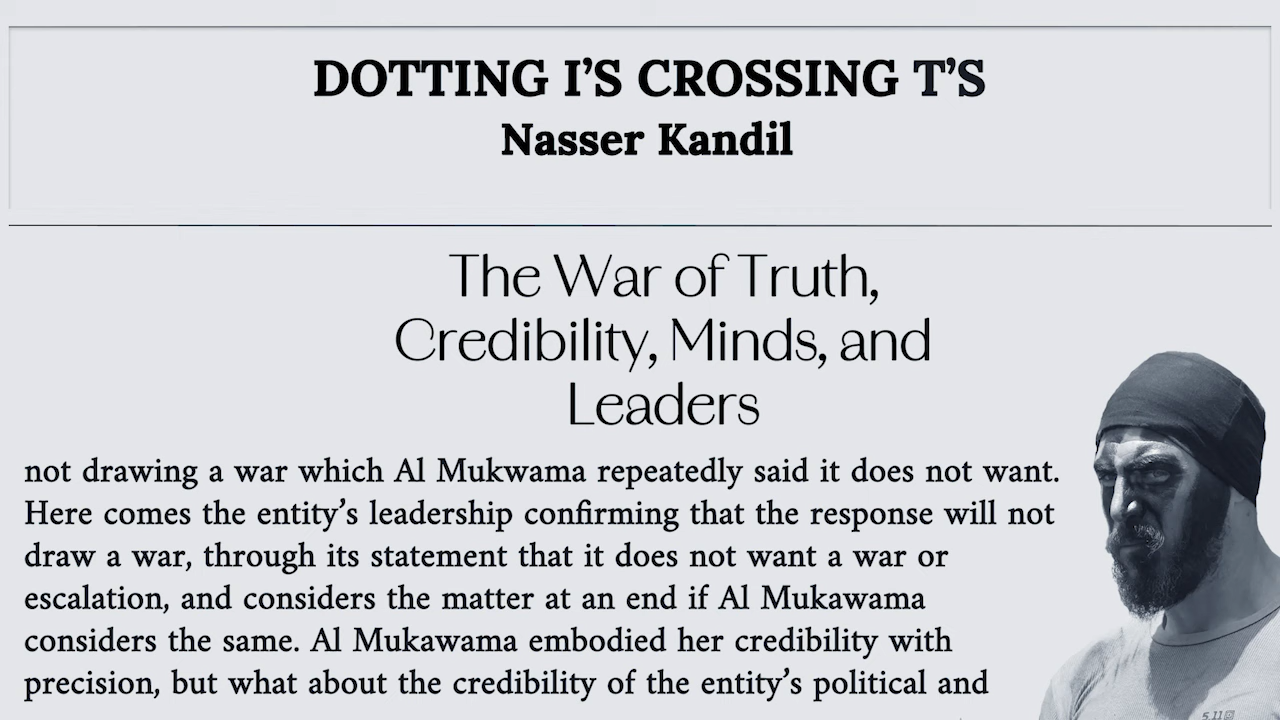 DOTTING I’S CROSSING T’S
Nasser Kandil
The War of Truth,
Credibility, Minds, and
Leaders
not drawing a war which Al Mukwama repeatedly said it does not want.
Here comes the entity’s leadership confirming that the response will not
draw a war, through its statement that it does not want a war or
escalation, and considers the matter at an end if Al Mukawama
considers the same. Al Mukawama embodied her credibility with
precision, but what about the credibility of the entity’s political and
5.11